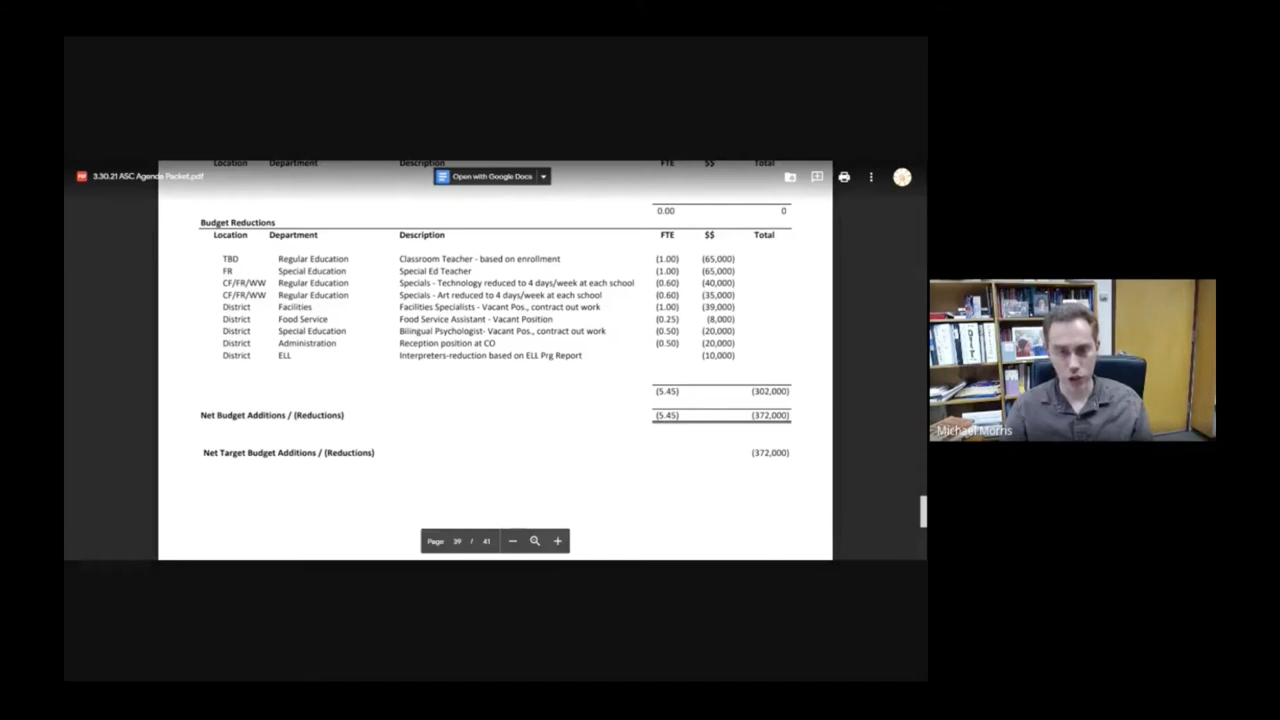 Location Department Description FTE $$ Total
3.30.21 ASC Agenda Packet.pdf Open with Google Docs
0.00 0
Budget Reductions
Location Department Description FTE $$ Total
TBD Regular Education Classroom Teacher - based on enrollment (1.00) (65,000)
FR Special Education Special Ed Teacher (1.00) (65,000)
CF/FR/WW Regular Education Specials - Technology reduced to 4 days/week at each school (0.60) (40,000)
CF/FR/WW Regular Education Specials - Art reduced to 4 days/week at each school (0.60) (35,000)
District Facilities Facilities Specialists - Vacant Pos., contract out work (1.00) (39,000)
District Food Service Food Service Assistant - Vacant Position (0.25) (8,000)
District Special Education Bilingual Psychologist- Vacant Pos., contract out work (0.50) (20,000)
District Administration Reception position at CO (0.50) (20,000)
District ELL Interpreters-reduction based on ELL Prg Report (10,000)
(5.45) (302,000)
Net Budget Additions / (Reductions) (5.45) (372,000)
Net Target Budget Additions / (Reductions) (372,000)
Page 39 / 41
Michael Morris